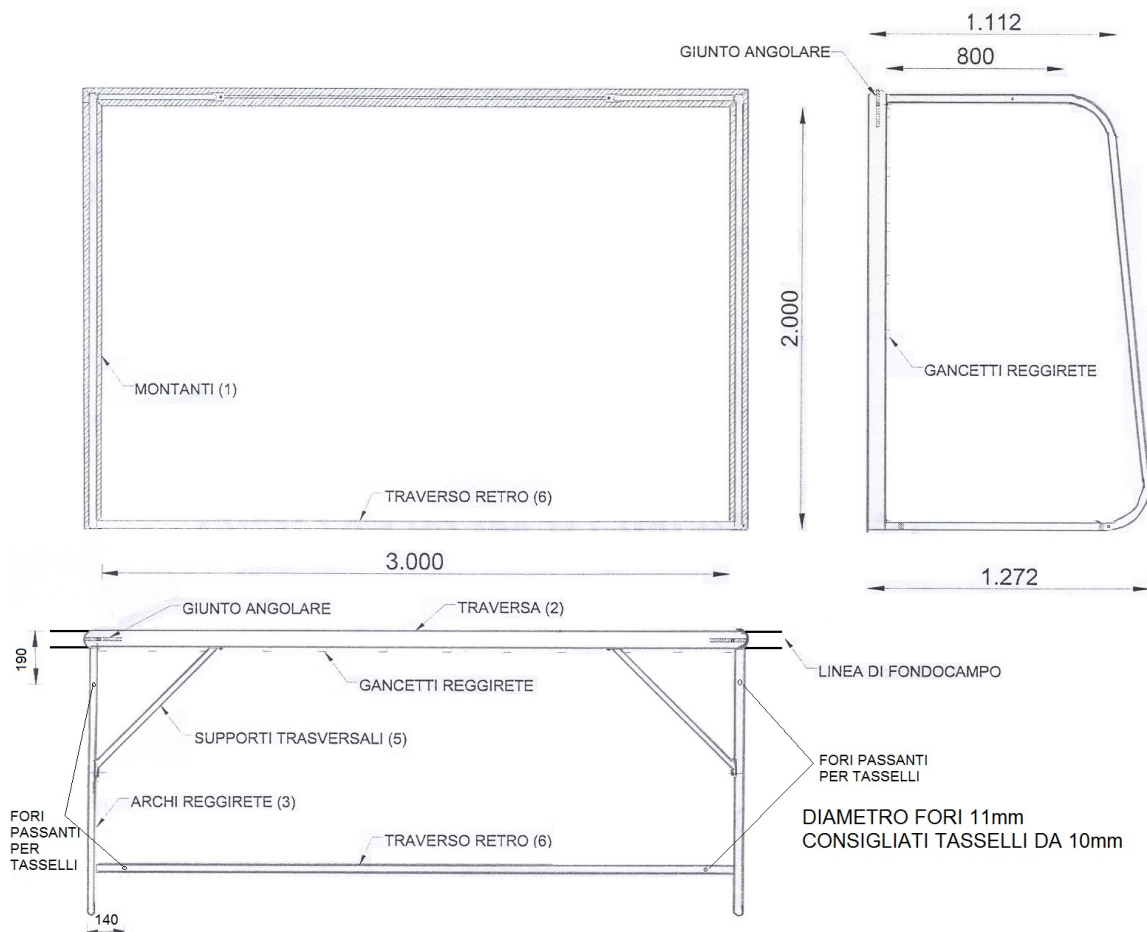 1.112
GIUNTO ANGOLARE
800
2.000
MONTANTI (1)
GANCETTI REGGIRETE
TRAVERSO RETRO (6)
3.000
1.272
GIUNTO ANGOLARE
TRAVERSA (2)
190
GANCETTI REGGIRETE
LINEA DI FONDOCAMPO
SUPPORTI TRASVERSALI (5)
FORI PASSANTI
PER TASSELLI
ARCHI REGGIRETE (3)
FORI
PASSANTI
PER
TASSELLI
DIAMETRO FORI 11mm
CONSIGLIATI TASSELLI DA 10mm
TRAVERSO RETRO (6)
140